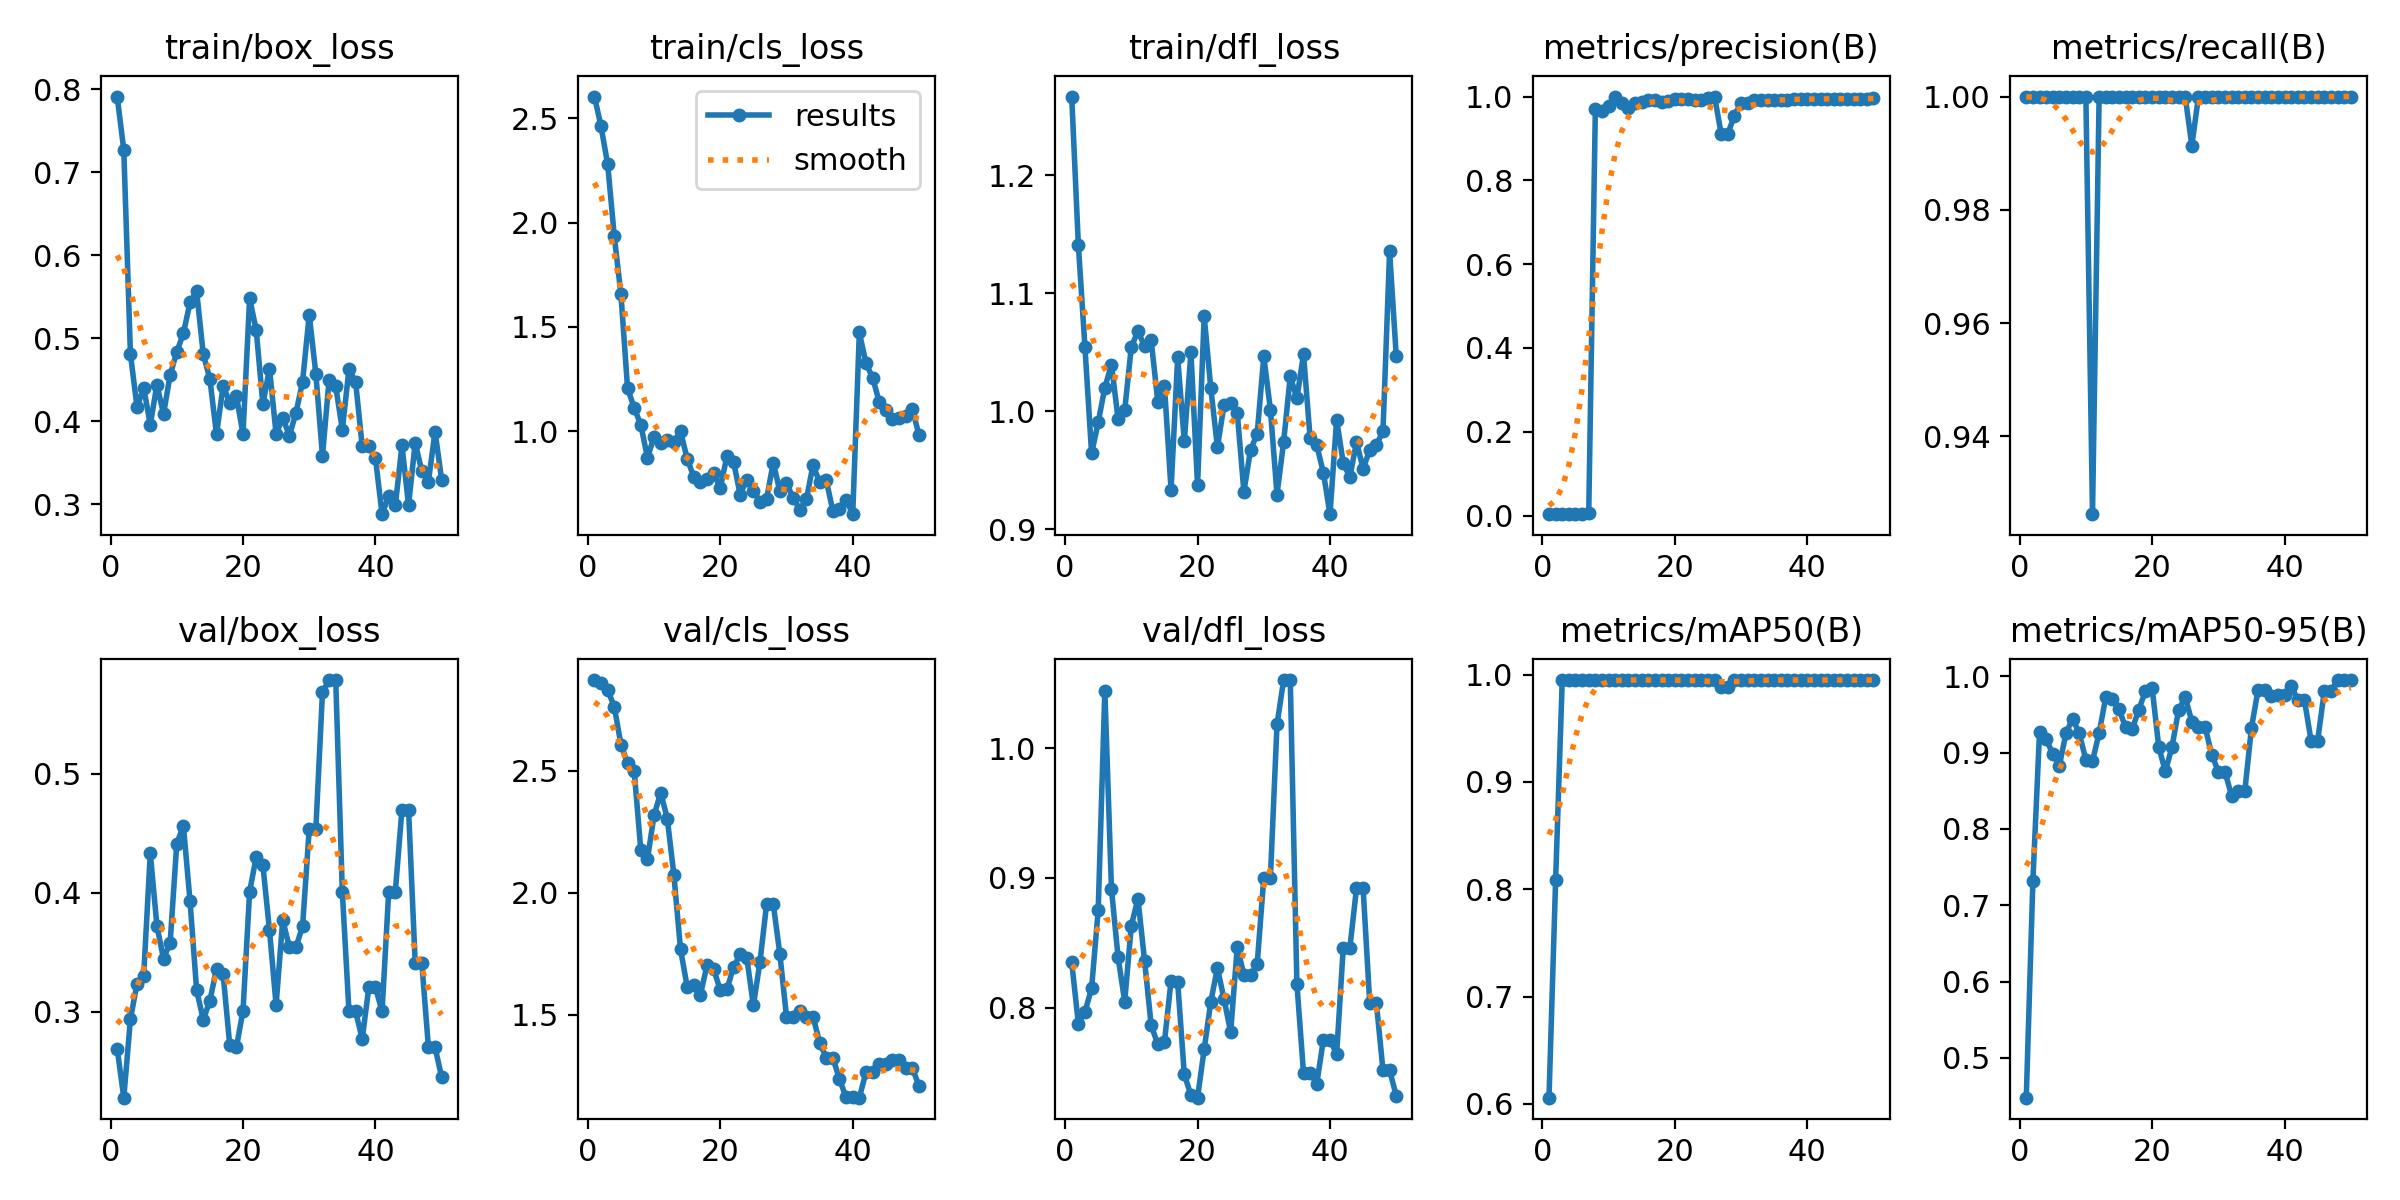 train/box_loss
0.8
0.7
0.6
0.5
0.4
0.3
0 20 40
train/cls_loss
results
smooth
2.5
2.0
1.5
1.0
0 20 40
train/dfl_loss
1.2
1.1
1.0
0.9
0 20 40
metrics/precision(B)
1.0
0.8
0.6
0.4
0.2
0.0
0 20 40
metrics/recall(B)
1.00
0.98
0.96
0.94
0 20 40
val/box_loss
0.5
0.4
0.3
0 20 40
val/cls_loss
2.5
2.0
1.5
0 20 40
val/dfl_loss
1.0
0.9
0.8
0 20 40
metrics/mAP50(B)
1.0
0.9
0.8
0.7
0.6
0 20 40
metrics/mAP50-95(B)
1.0
0.9
0.8
0.7
0.6
0.5
0 20 40